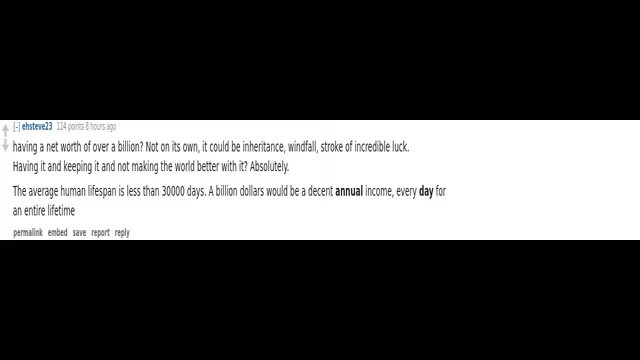 [-] ehsteve23 124 points 8 hours ago
having a net worth of over a billion? Not on its own, it could be inheritance, windfall, stroke of incredible luck.
Having it and keeping it and not making the world better with it? Absolutely.
The average human lifespan is less than 30000 days. A billion dollars would be a decent annual income, every day for
an entire lifetime
permalink embed save report reply